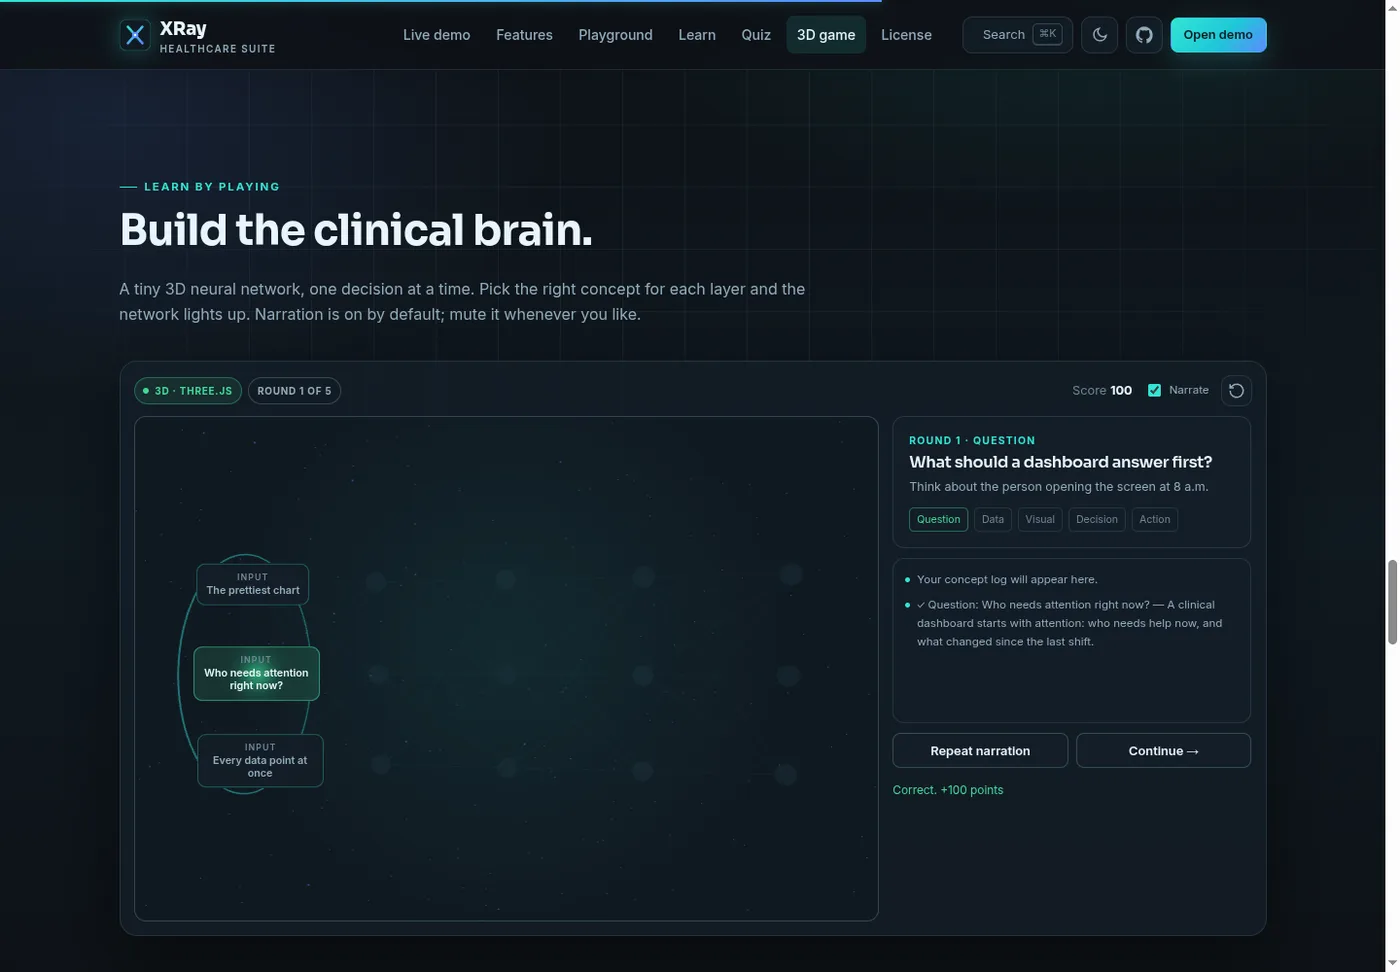 XRay
HEALTHCARE SUITE
Live demo
Features
Playground
Learn
Quiz
3D game
License
Search
⌘K
Open demo
LEARN BY PLAYING
Build the clinical brain.
A tiny 3D neural network, one decision at a time. Pick the right concept for each layer and the
network lights up. Narration is on by default; mute it whenever you like.
3D · THREE.JS
ROUND 1 OF 5
Score 100
Narrate
INPUT
The prettiest chart
INPUT
Who needs attention
right now?
INPUT
Every data point at
once
ROUND 1 · QUESTION
What should a dashboard answer first?
Think about the person opening the screen at 8 a.m.
Question
Data
Visual
Decision
Action
Your concept log will appear here.
✓ Question: Who needs attention right now? — A clinical
dashboard starts with attention: who needs help now, and
what changed since the last shift.
Repeat narration
Continue →
Correct. +100 points